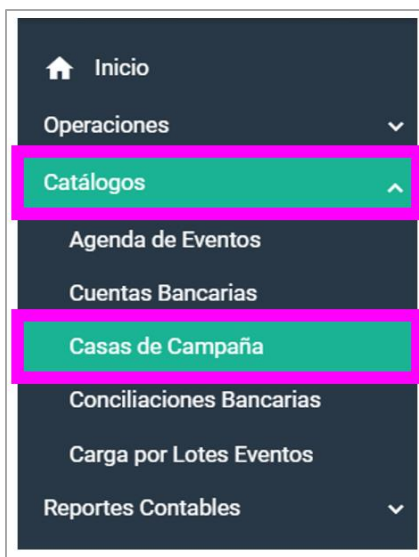 Inicio
Operaciones
Catálogos
Agenda de Eventos
Cuentas Bancarias
Casas de Campaña
Conciliaciones Bancarias
Carga por Lotes Eventos
Reportes Contables